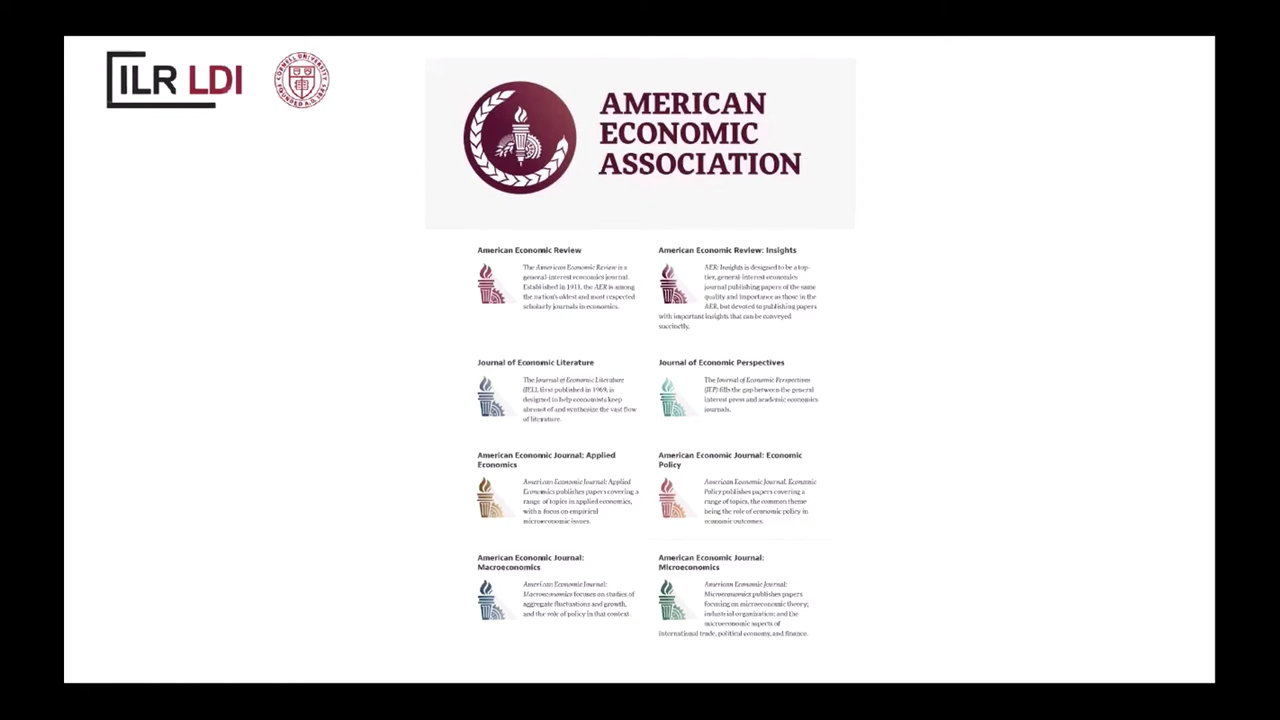 ILR LDI
CORNELL UNIVERSITY
FOUNDED A.D. 1865
AMERICAN
ECONOMIC
ASSOCIATION
American Economic Review
The American Economic Review is a
general-interest economics journal.
Established in 1911, the AER is among
the nation's oldest and most respected
scholarly journals in economics.
American Economic Review: Insights
AER: Insights is designed to be a top-
tier, general-interest economics
journal publishing papers of the same
quality and importance as those in the
AER, but devoted to publishing papers
with important insights that can be conveyed
succinctly.
Journal of Economic Literature
The Journal of Economic Literature
(JEL), first published in 1969, is
designed to help economists keep
abreast of and synthesize the vast flow
of literature.
Journal of Economic Perspectives
The Journal of Economic Perspectives
(JEP) fills the gap between the general
interest press and academic economics
journals.
American Economic Journal: Applied
Economics
American Economic Journal: Applied
Economics publishes papers covering a
range of topics in applied economics,
with a focus on empirical
microeconomic issues.
American Economic Journal: Economic
Policy
American Economic Journal: Economic
Policy publishes papers covering a
range of topics, the common theme
being the role of economic policy in
economic outcomes.
American Economic Journal:
Macroeconomics
American Economic Journal:
Macroeconomics focuses on studies of
aggregate fluctuations and growth,
and the role of policy in that context.
American Economic Journal:
Microeconomics
American Economic Journal:
Microeconomics publishes papers
focusing on microeconomic theory;
industrial organization; and the
microeconomic aspects of
international trade, political economy, and finance.